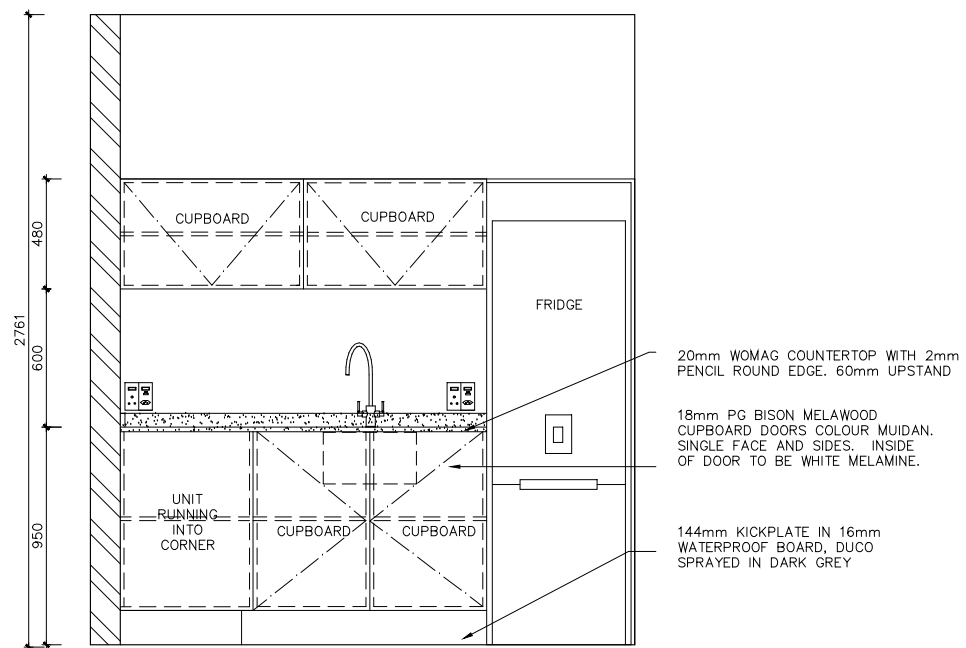 CUPBOARD
CUPBOARD
480
FRIDGE
2761
600
20mm WOMAG COUNTERTOP WITH 2mm
PENCIL ROUND EDGE. 60mm UPSTAND
18mm PG BISON MELAWOOD
CUPBOARD DOORS COLOUR MUIDAN.
SINGLE FACE AND SIDES. INSIDE
OF DOOR TO BE WHITE MELAMINE.
UNIT
RUNNING
INTO
CORNER
CUPBOARD
CUPBOARD
950
144mm KICKPLATE IN 16mm
WATERPROOF BOARD, DUCO
SPRAYED IN DARK GREY